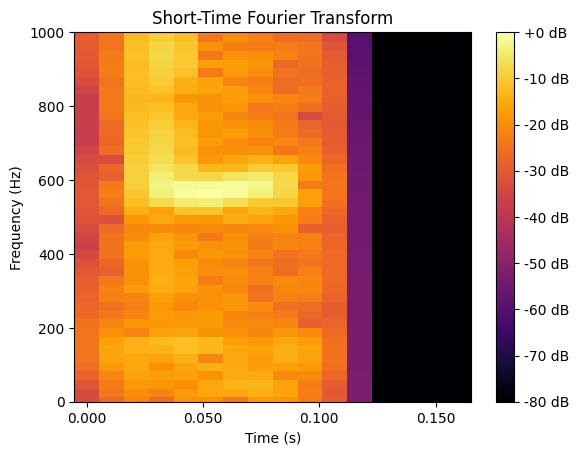 Short-Time Fourier Transform
1000
800
600
400
200
0
Frequency (Hz)
0.000
0.050
0.100
0.150
Time (s)
+0 dB
-10 dB
-20 dB
-30 dB
-40 dB
-50 dB
-60 dB
-70 dB
-80 dB